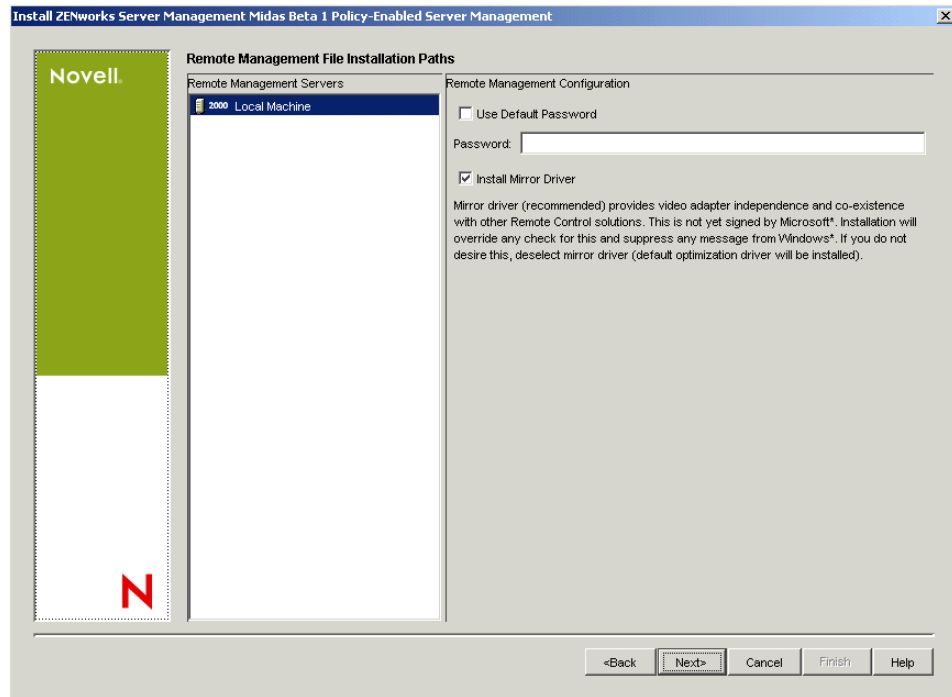 Install ZENworks Server Management Midas Beta 1 Policy-Enabled Server Management
Novell.
Remote Management File Installation Paths
Remote Management Servers
2000 Local Machine
Remote Management Configuration
Use Default Password
Password:
Install Mirror Driver
Mirror driver (recommended) provides video adapter independence and co-existence
with other Remote Control solutions. This is not yet signed by Microsoft*. Installation will
override any check for this and suppress any message from Windows*. If you do not
desire this, deselect mirror driver (default optimization driver will be installed).
N
«Back
Next»
Cancel
Finish
Help